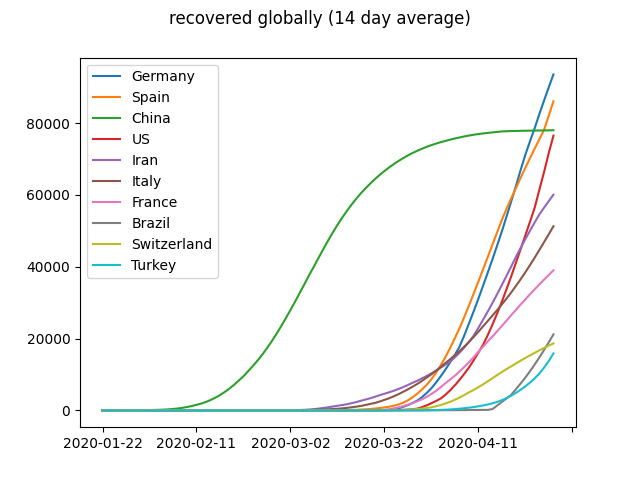 recovered globally (14 day average)
Germany
Spain
China
US
Iran
Italy
France
Brazil
Switzerland
Turkey
80000
60000
40000
20000
0
2020-01-22 2020-02-11 2020-03-02 2020-03-22 2020-04-11